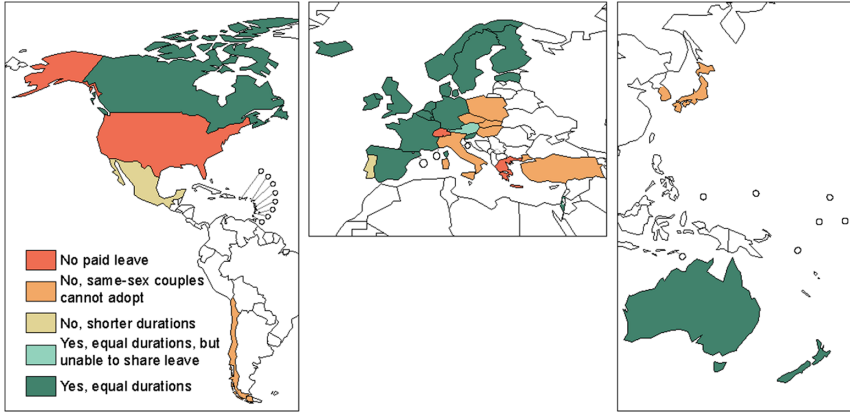 No paid leave
No, same-sex couples
cannot adopt
No, shorter durations
Yes, equal durations, but
unable to share leave
Yes, equal durations